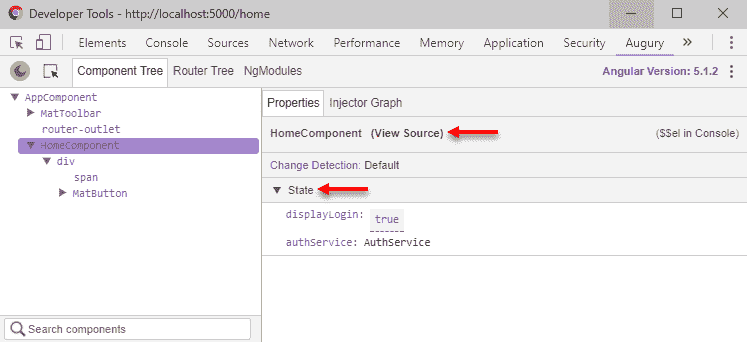 Developer Tools - http://localhost:5000/home
Elements Console Sources Network Performance Memory Application Security Augury »
Component Tree Router Tree NgModules Angular Version: 5.1.2
▼ AppComponent
▶ MatToolbar
router-outlet
▼ HomeComponent
▼ div
span
▶ MatButton
Search components
Properties Injector Graph
HomeComponent (View Source) ($$el in Console)
Change Detection: Default
▼ State
displayLogin: true
authService: AuthService